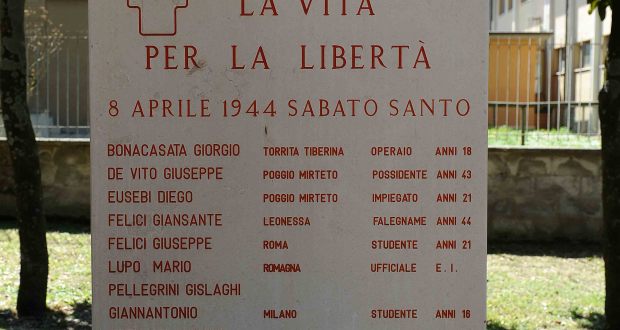 LA VITA
PER LA LIBERTÀ
8 APRILE 1944 SABATO SANTO
BONACASATA GIORGIO TORRITA TIBERINA OPERAIO ANNI 18
DE VITO GIUSEPPE POGGIO MIRTETO POSSIDENTE ANNI 43
EUSEBI DIEGO POGGIO MIRTETO IMPIEGATO ANNI 21
FELICI GIANSANTE LEONESSA FALEGNAME ANNI 44
FELICI GIUSEPPE ROMA STUDENTE ANNI 21
LUPO MARIO ROMAGNA UFFICIALE E. I.
PELLEGRINI GISLAGHI
GIANNANTONIO MILANO STUDENTE ANNI 16